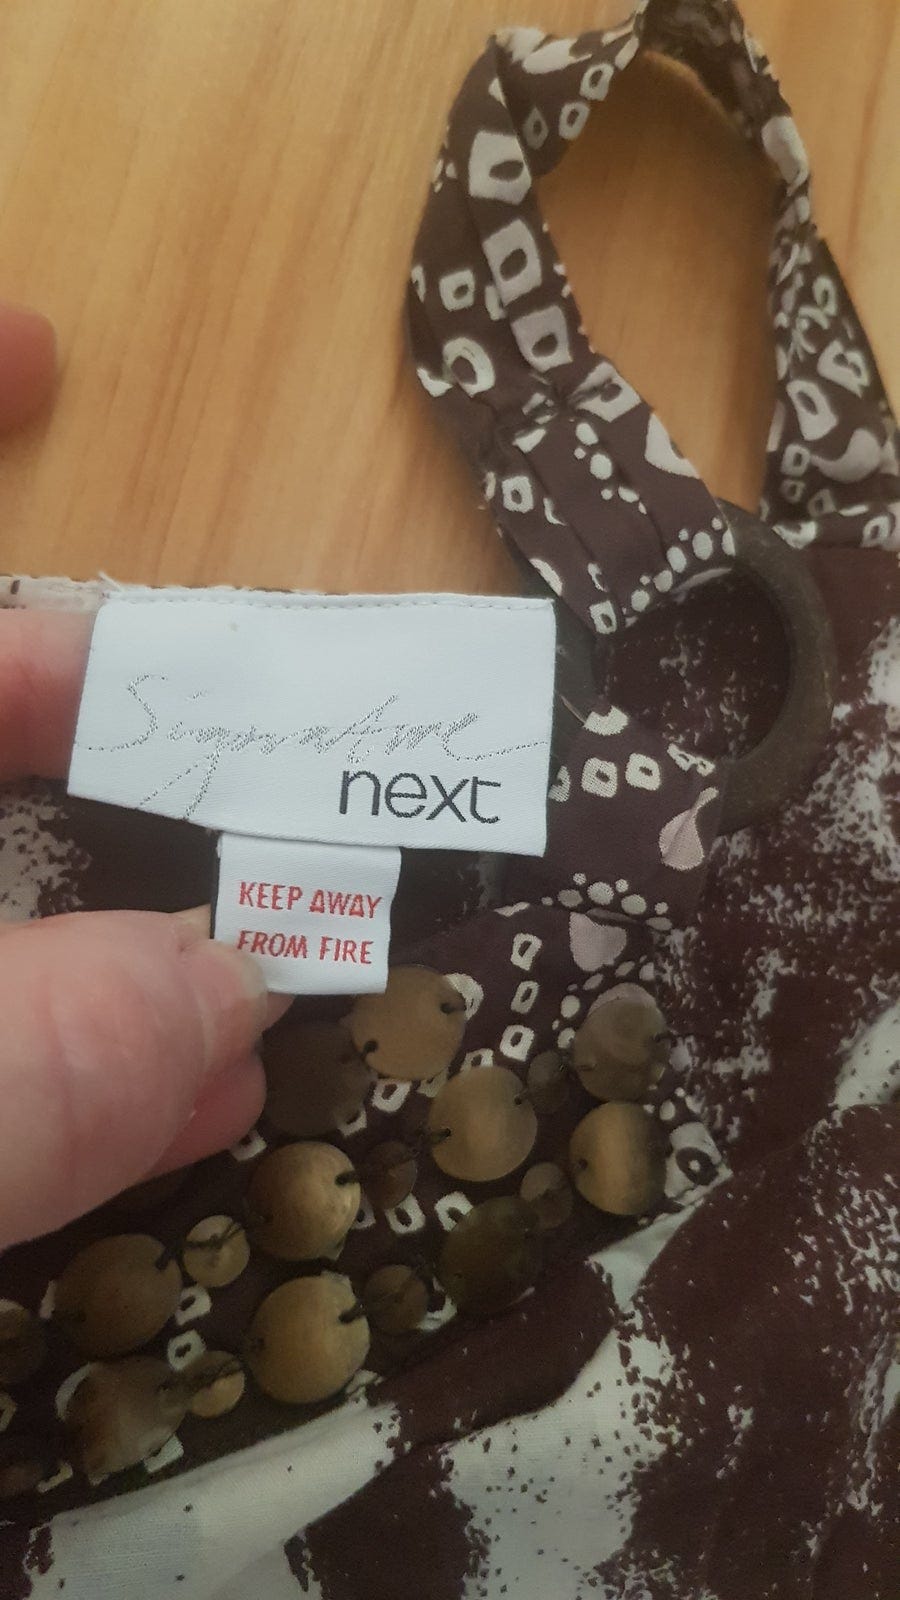 Signature
next
KEEP AWAY
FROM FIRE